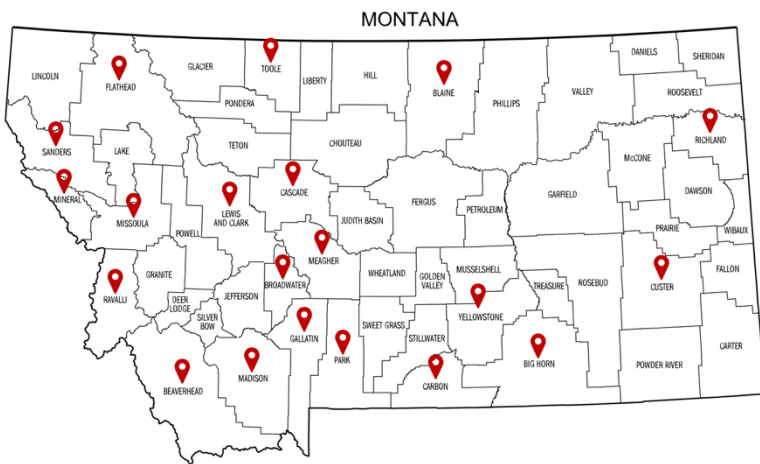 MONTANA
LINCOLN
FLATHEAD
GLACIER
TOOLE
LIBERTY
HILL
BLAINE
PHILLIPS
VALLEY
DANIELS
SHERIDAN
ROOSEVELT
PONDERA
RICHLAND
SANDERS
LAKE
TETON
CHOUTEAU
McCONE
MINERAL
MISSOULA
POWELL
LEWIS
AND CLARK
CASCADE
JUDITH BASIN
FERGUS
PETROLEUM
GARFIELD
DAWSON
PRAIRIE
WIBAUX
RAVALLI
GRANITE
DEER
LODGE
SILVER
BOW
JEFFERSON
BROADWATER
MEAGHER
WHEATLAND
GOLDEN
VALLEY
MUSSELSHELL
TREASURE
ROSEBUD
CUSTER
FALLON
GALLATIN
PARK
SWEET GRASS
STILLWATER
YELLOWSTONE
BEAVERHEAD
MADISON
CARBON
BIG HORN
POWDER RIVER
CARTER